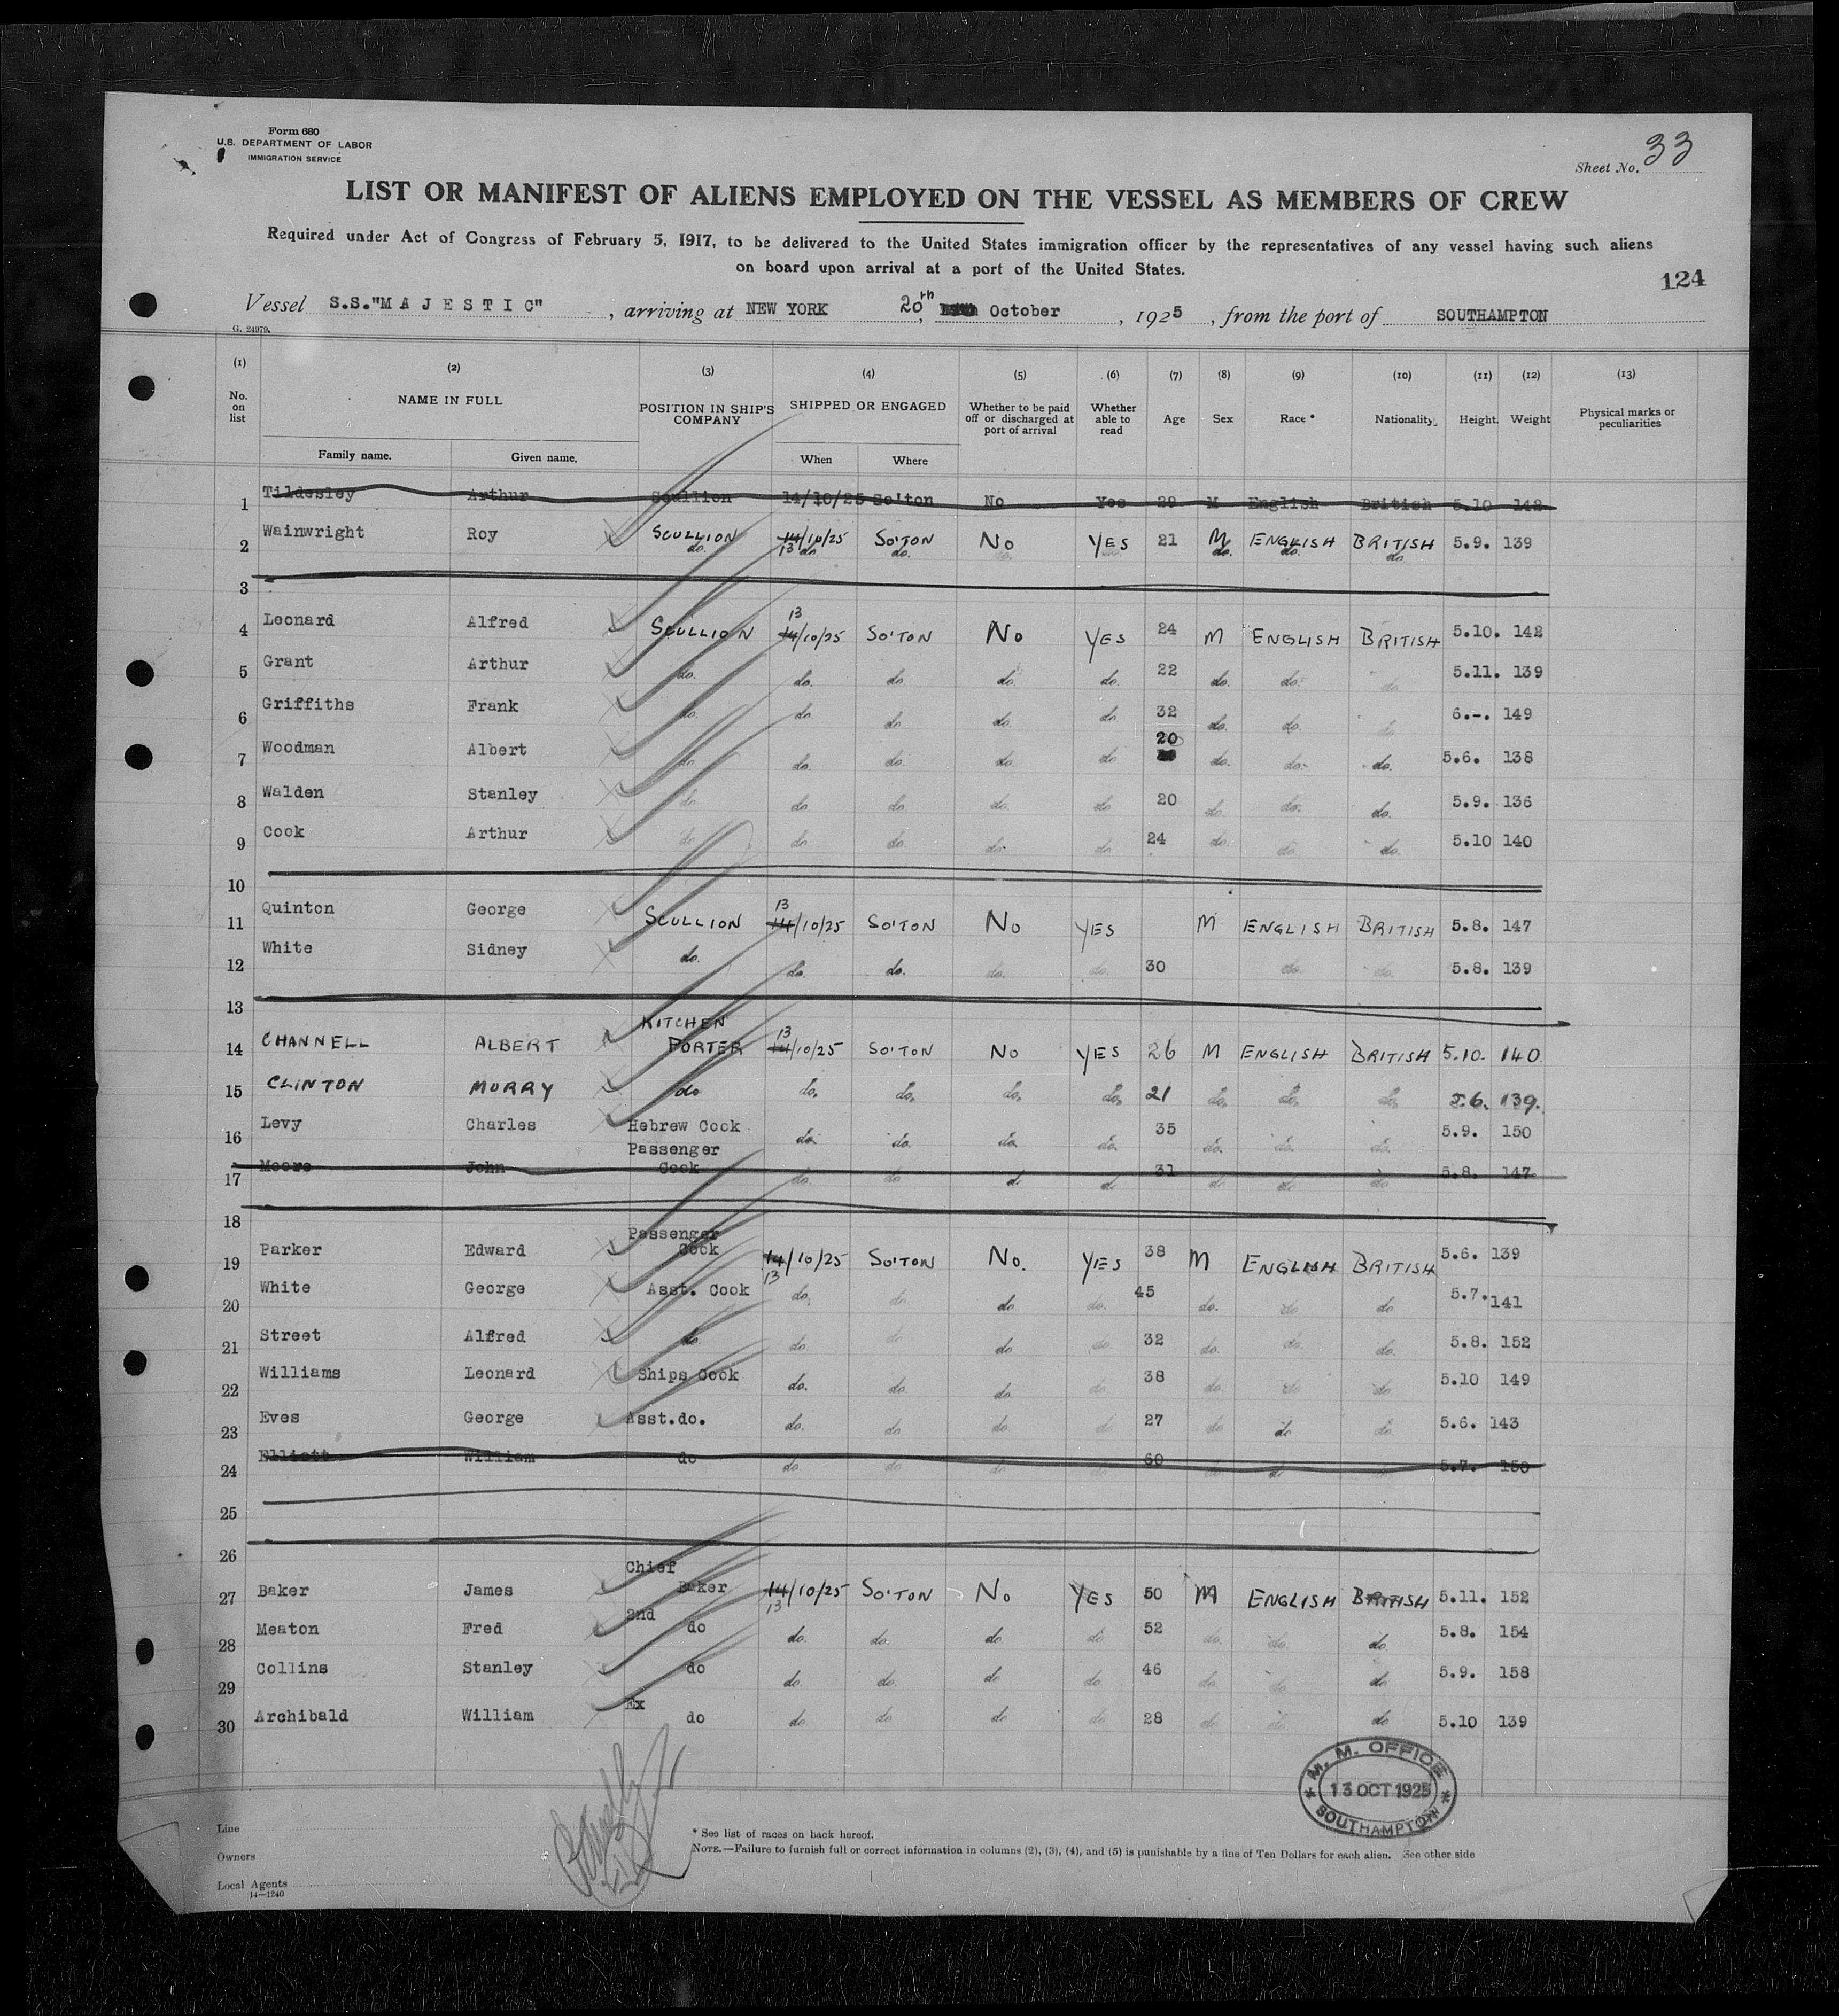 Form 680
U.S. DEPARTMENT OF LABOR
IMMIGRATION SERVICE
Sheet No. 33
LIST OR MANIFEST OF ALIENS EMPLOYED ON THE VESSEL AS MEMBERS OF CREW
Required under Act of Congress of February 5, 1917, to be delivered to the United States immigration officer by the representatives of any vessel having such aliens
on board upon arrival at a port of the United States.
124
Vessel S.S."MAJESTIC", arriving at NEW YORK 20th October, 1925, from the port of SOUTHAMPTON
G. 24979.
(1) (2) (3) (4) (5) (6) (7) (8) (9) (10) (11) (12) (13)
No. on list NAME IN FULL POSITION IN SHIP'S COMPANY SHIPPED OR ENGAGED Whether to be paid off or discharged at port of arrival Whether able to read Age Sex Race* Nationality. Height. Weight Physical marks or peculiarities
Family name. Given name. When Where
1 Tildesley Arthur Scullion 14/10/25 So'ton No Yes 29 M English British 5.10 142
2 Wainwright Roy SCULLION do. 14/10/25 13 do. SO'TON do. No YES 21 M do. ENGLISH do. BRITISH do 5.9. 139
3
4 Leonard Alfred SCULLION 13 14/10/25 SO'TON No YES 24 M ENGLISH BRITISH 5.10. 142
5 Grant Arthur do. do. do. do. do. 22 do. do. do 5.11. 139
6 Griffiths Frank do. do do do. do 32 do. do. do 6.-. 149
7 Woodman Albert do do. do. do. do 20 do. do. do. 5.6. 138
8 Walden Stanley do do do do do 20 do do. do. 5.9. 136
9 Cook Arthur do do do. do. do 24 do. do do. 5.10 140
10
11 Quinton George SCULLION 13 14/10/25 SO'TON No YES M ENGLISH BRITISH 5.8. 147
12 White Sidney do. do. do. do. do. 30 do. do. 5.8. 139
13
14 CHANNELL ALBERT KITCHEN PORTER 13 14/10/25 SO'TON No YES 26 M ENGLISH BRITISH 5.10. 140
15 CLINTON MORRY do do. do. do. do. 21 do. do. do. 5.6. 139.
16 Levy Charles Hebrew Cook do. do. do. do. 35 do. do. do. 5.9. 150
17 Moore John Passenger Cook do. do d. d. 31 do do do 5.8. 147
18
19 Parker Edward Passenger Cook 14/10/25 13 SO'TON No. YES 38 M ENGLISH BRITISH 5.6. 139
20 White George Asst. Cook do. do do do. 45 do. do do 5.7. 141
21 Street Alfred do do do do do 32 do. do. do. 5.8. 152
22 Williams Leonard Ships Cook do. do. do. do 38 do. do do 5.10 149
23 Eves George Asst.do. do. do do. do 27 do do do. 5.6. 143
24 Elliott William do do. do do 60 do 5.7. 150
25
26
27 Baker James Chief Baker 14/10/25 13 SO'TON No YES 50 M ENGLISH BRITISH 5.11. 152
28 Meaton Fred 2nd do do. do. do. do 52 do. do. do. 5.8. 154
29 Collins Stanley do do. do. do do. 46 do. do. do 5.9. 158
30 Archibald William Ex do do do do do 28 do do do 5.10 139
M. M. OFFICE
13 OCT 1925
SOUTHAMPTON
Line
Owners
Local Agents
14—1240
* See list of races on back hereof.
NOTE.—Failure to furnish full or correct information in columns (2), (3), (4), and (5) is punishable by a fine of Ten Dollars for each alien. See other side